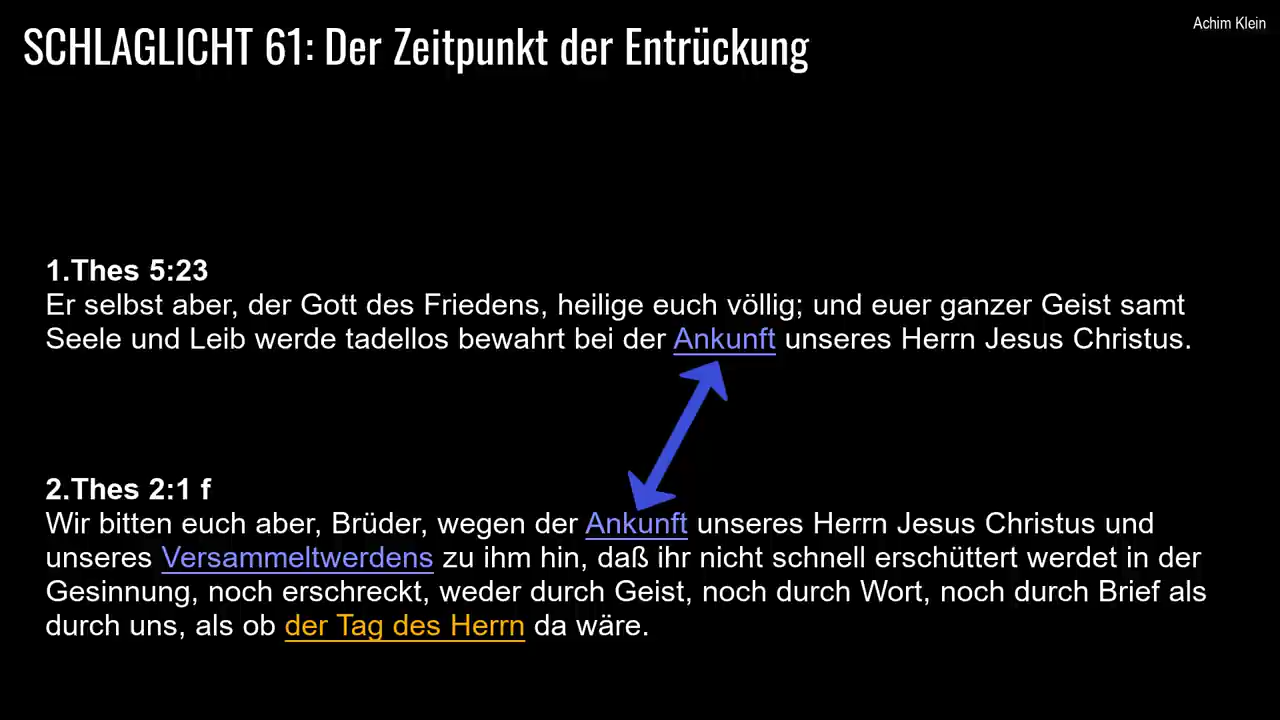 Achim Klein
SCHLAGLICHT 61: Der Zeitpunkt der Entrückung
1.Thes 5:23
Er selbst aber, der Gott des Friedens, heilige euch völlig; und euer ganzer Geist samt
Seele und Leib werde tadellos bewahrt bei der Ankunft unseres Herrn Jesus Christus.
2.Thes 2:1 f
Wir bitten euch aber, Brüder, wegen der Ankunft unseres Herrn Jesus Christus und
unseres Versammeltwerdens zu ihm hin, daß ihr nicht schnell erschüttert werdet in der
Gesinnung, noch erschreckt, weder durch Geist, noch durch Wort, noch durch Brief als
durch uns, als ob der Tag des Herrn da wäre.